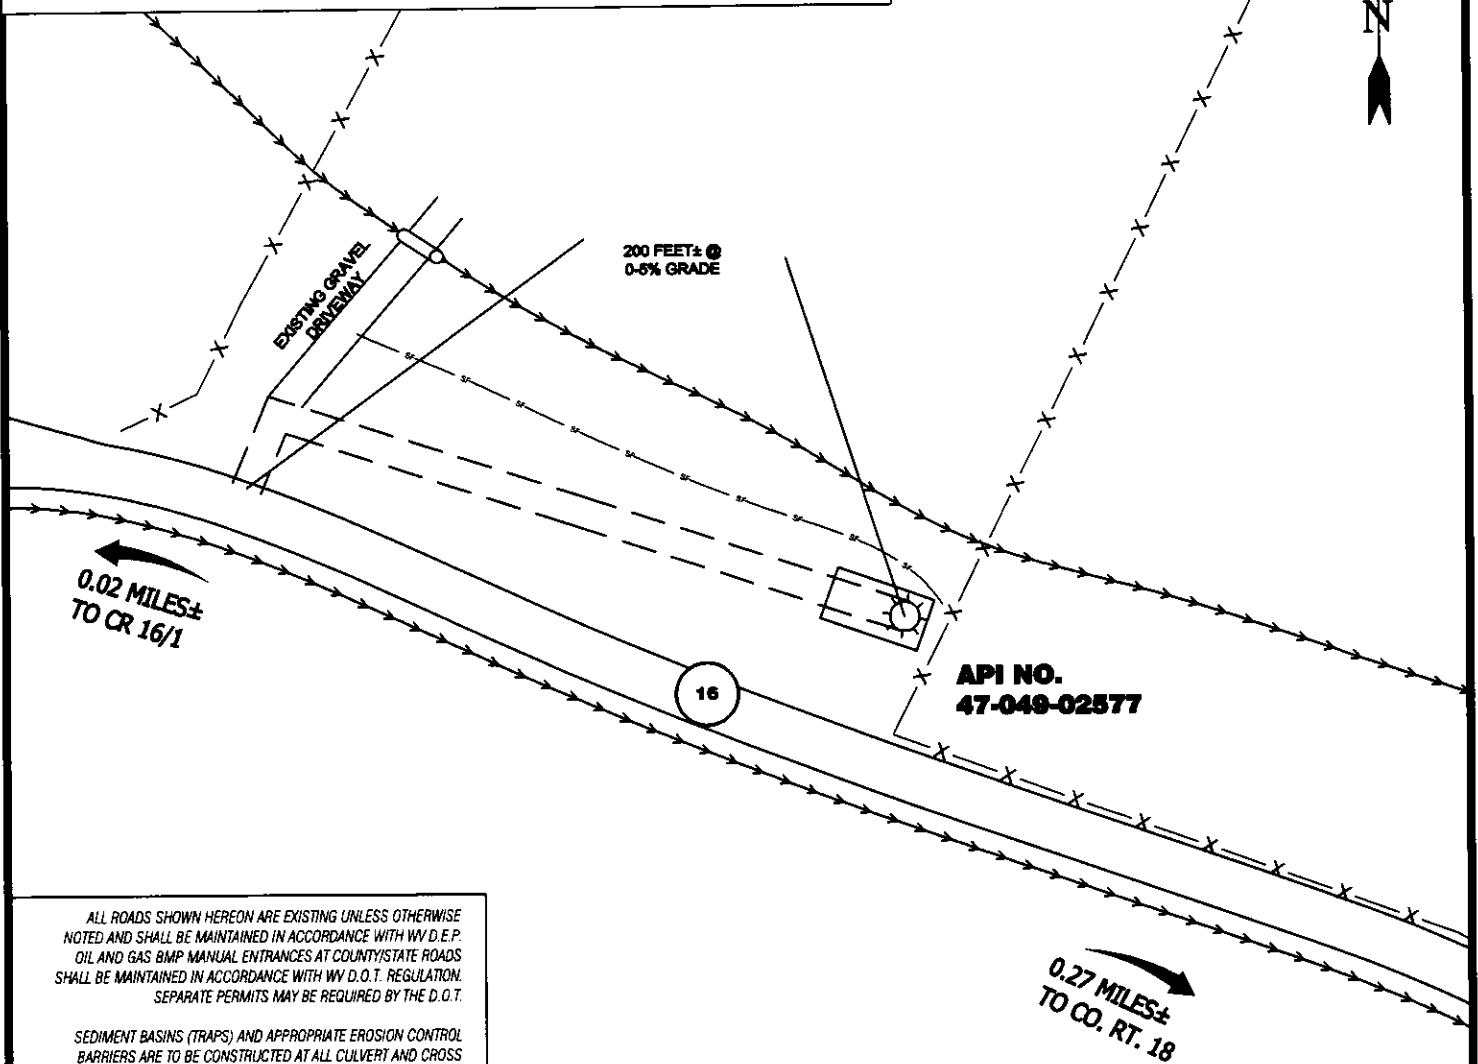 N
200 FEET± @
0-5% GRADE
EXISTING GRAVEL
DRIVEWAY
0.02 MILES±
TO CR 16/1
16
API NO.
47-049-02577
0.27 MILES±
TO CO. RT. 18
ALL ROADS SHOWN HEREON ARE EXISTING UNLESS OTHERWISE
NOTED AND SHALL BE MAINTAINED IN ACCORDANCE WITH WV D.E.P.
OIL AND GAS BMP MANUAL ENTRANCES AT COUNTY/STATE ROADS
SHALL BE MAINTAINED IN ACCORDANCE WITH WV D.O.T. REGULATION.
SEPARATE PERMITS MAY BE REQUIRED BY THE D.O.T.
SEDIMENT BASINS (TRAPS) AND APPROPRIATE EROSION CONTROL
BARRIERS ARE TO BE CONSTRUCTED AT ALL CULVERT AND CROSS